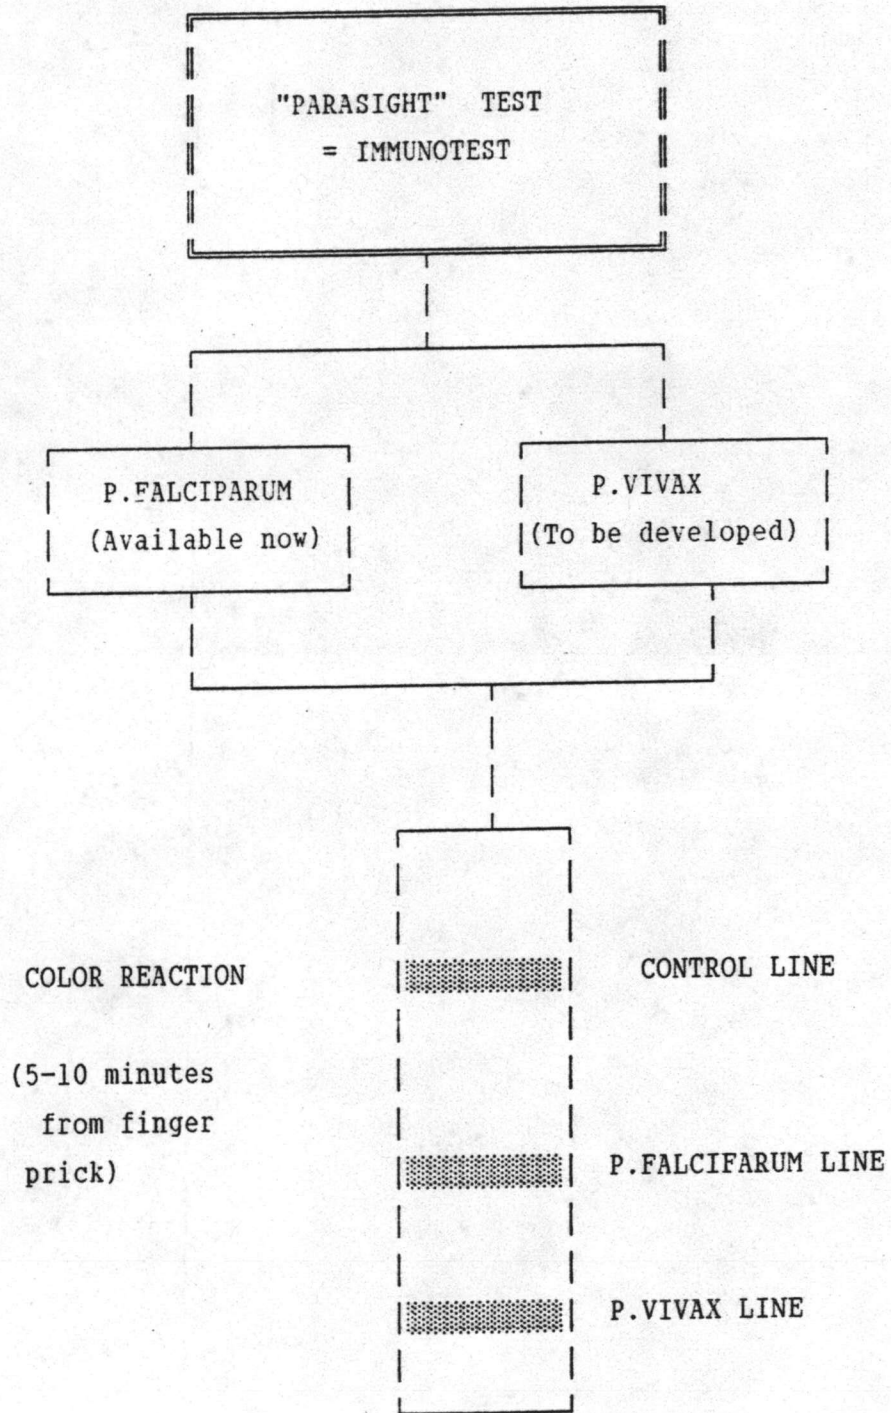 "PARASIGHT" TEST
= IMMUNOTEST
P.FALCIPARUM
(Available now)
P.VIVAX
(To be developed)
COLOR REACTION
(5-10 minutes
from finger
prick)
CONTROL LINE
P.FALCIFARUM LINE
P.VIVAX LINE